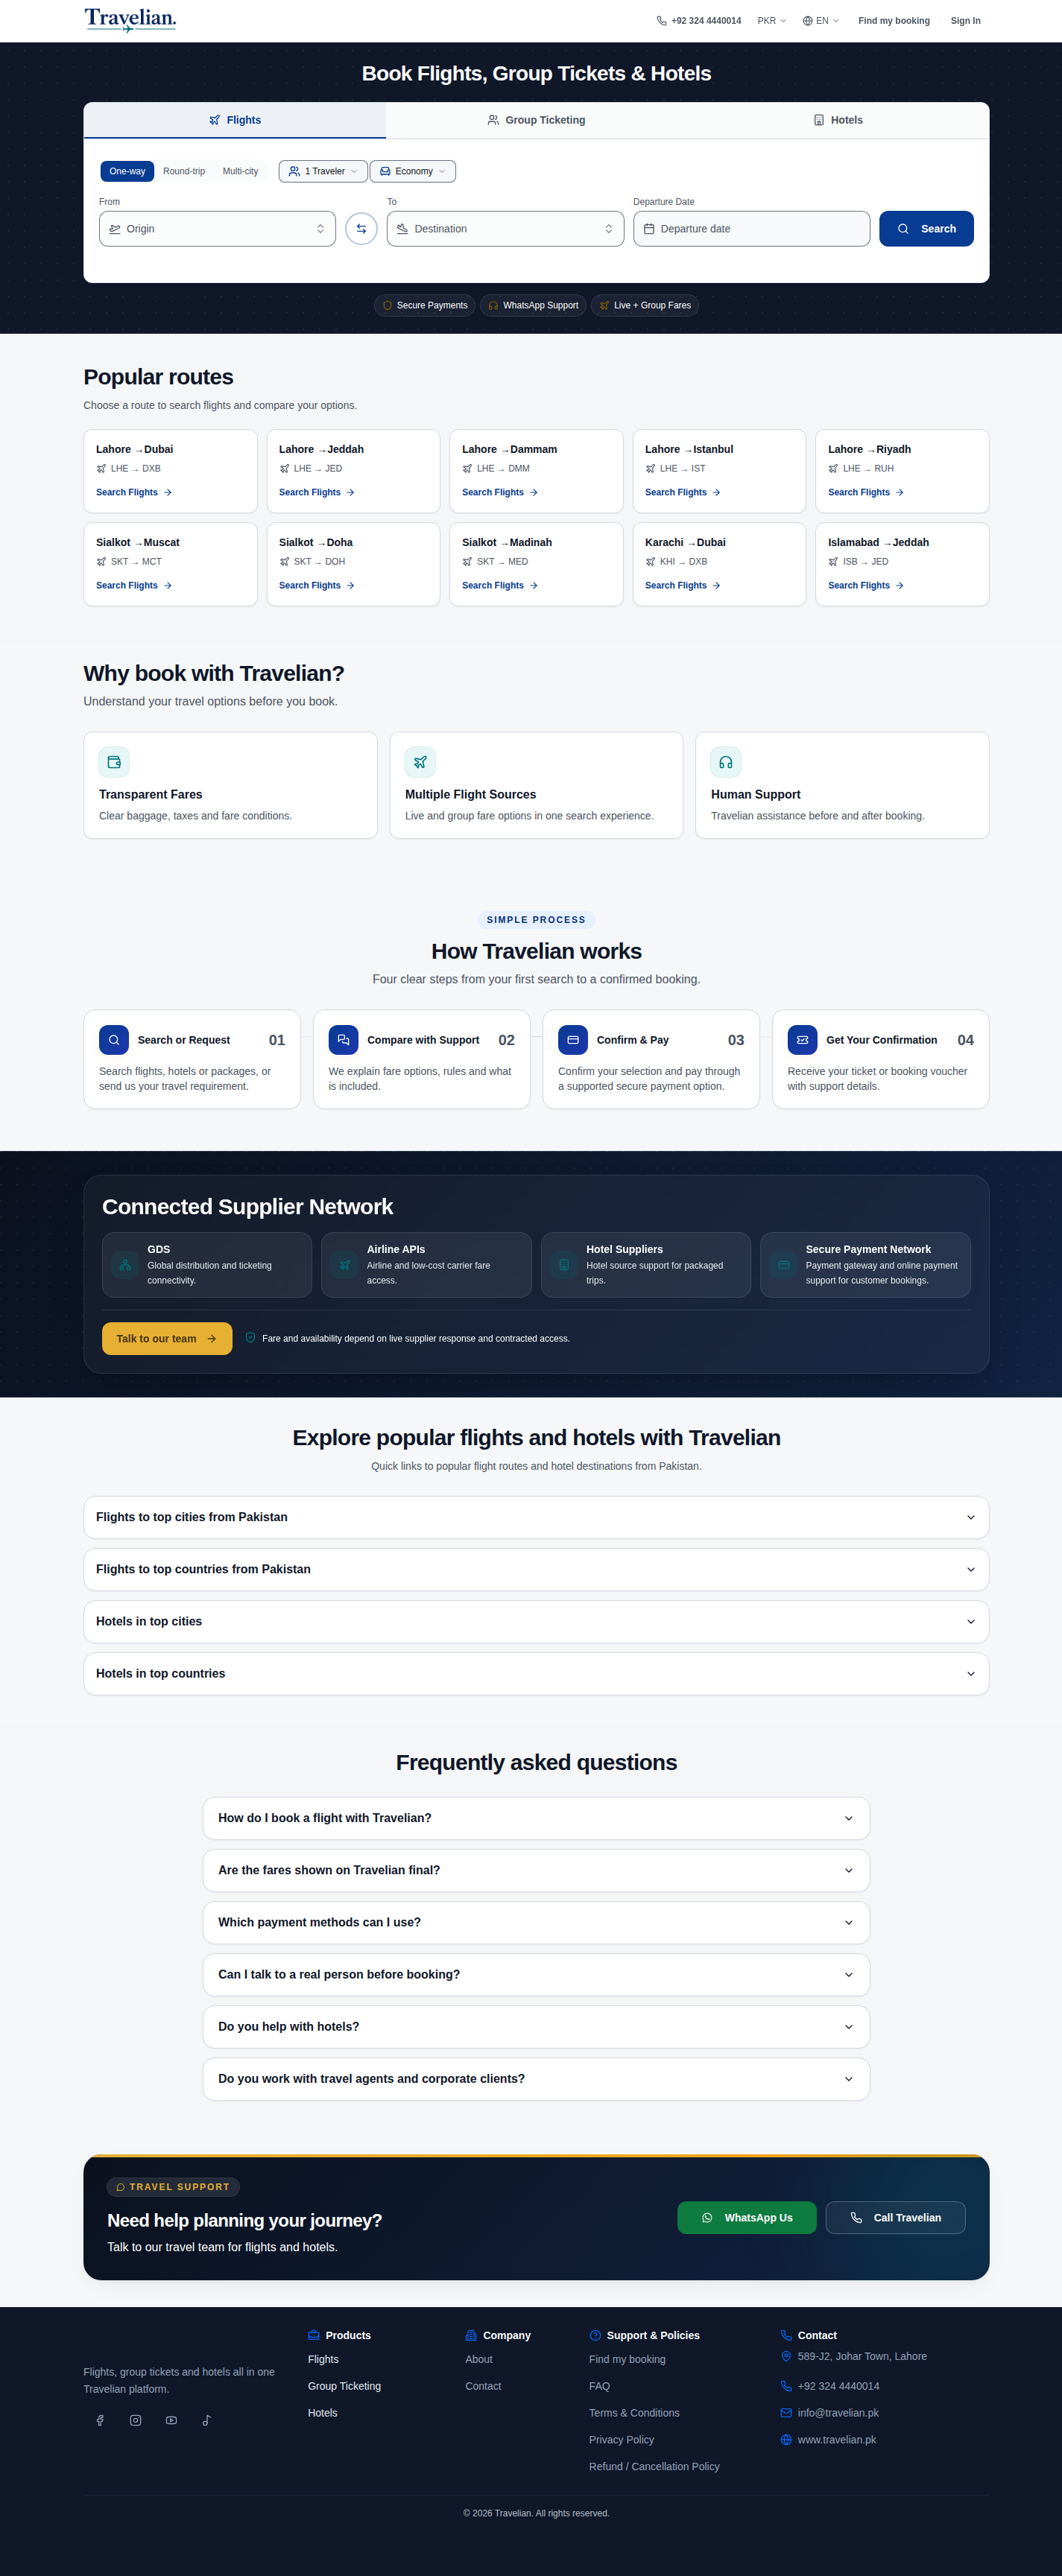 Travelian.
+92 324 4440014
PKR
EN
Find my booking
Sign In
Book Flights, Group Tickets & Hotels
Flights
Group Ticketing
Hotels
One-way
Round-trip
Multi-city
1 Traveler
Economy
From
To
Departure Date
Origin
Destination
Departure date
Search
Secure Payments
WhatsApp Support
Live + Group Fares
Popular routes
Choose a route to search flights and compare your options.
Lahore →Dubai
LHE → DXB
Search Flights →
Lahore →Jeddah
LHE → JED
Search Flights →
Lahore →Dammam
LHE → DMM
Search Flights →
Lahore →Istanbul
LHE → IST
Search Flights →
Lahore →Riyadh
LHE → RUH
Search Flights →
Sialkot →Muscat
SKT → MCT
Search Flights →
Sialkot →Doha
SKT → DOH
Search Flights →
Sialkot →Madinah
SKT → MED
Search Flights →
Karachi →Dubai
KHI → DXB
Search Flights →
Islamabad →Jeddah
ISB → JED
Search Flights →
Why book with Travelian?
Understand your travel options before you book.
Transparent Fares
Clear baggage, taxes and fare conditions.
Multiple Flight Sources
Live and group fare options in one search experience.
Human Support
Travelian assistance before and after booking.
SIMPLE PROCESS
How Travelian works
Four clear steps from your first search to a confirmed booking.
Search or Request
01
Search flights, hotels or packages, or
send us your travel requirement.
Compare with Support
02
We explain fare options, rules and what
is included.
Confirm & Pay
03
Confirm your selection and pay through
a supported secure payment option.
Get Your Confirmation
04
Receive your ticket or booking voucher
with support details.
Connected Supplier Network
GDS
Global distribution and ticketing
connectivity.
Airline APIs
Airline and low-cost carrier fare
access.
Hotel Suppliers
Hotel source support for packaged
trips.
Secure Payment Network
Payment gateway and online payment
support for customer bookings.
Talk to our team →
Fare and availability depend on live supplier response and contracted access.
Explore popular flights and hotels with Travelian
Quick links to popular flight routes and hotel destinations from Pakistan.
Flights to top cities from Pakistan
Flights to top countries from Pakistan
Hotels in top cities
Hotels in top countries
Frequently asked questions
How do I book a flight with Travelian?
Are the fares shown on Travelian final?
Which payment methods can I use?
Can I talk to a real person before booking?
Do you help with hotels?
Do you work with travel agents and corporate clients?
TRAVEL SUPPORT
Need help planning your journey?
Talk to our travel team for flights and hotels.
WhatsApp Us
Call Travelian
Flights, group tickets and hotels all in one
Travelian platform.
Products
Flights
Group Ticketing
Hotels
Company
About
Contact
Support & Policies
Find my booking
FAQ
Terms & Conditions
Privacy Policy
Refund / Cancellation Policy
Contact
589-J2, Johar Town, Lahore
+92 324 4440014
info@travelian.pk
www.travelian.pk
© 2026 Travelian. All rights reserved.